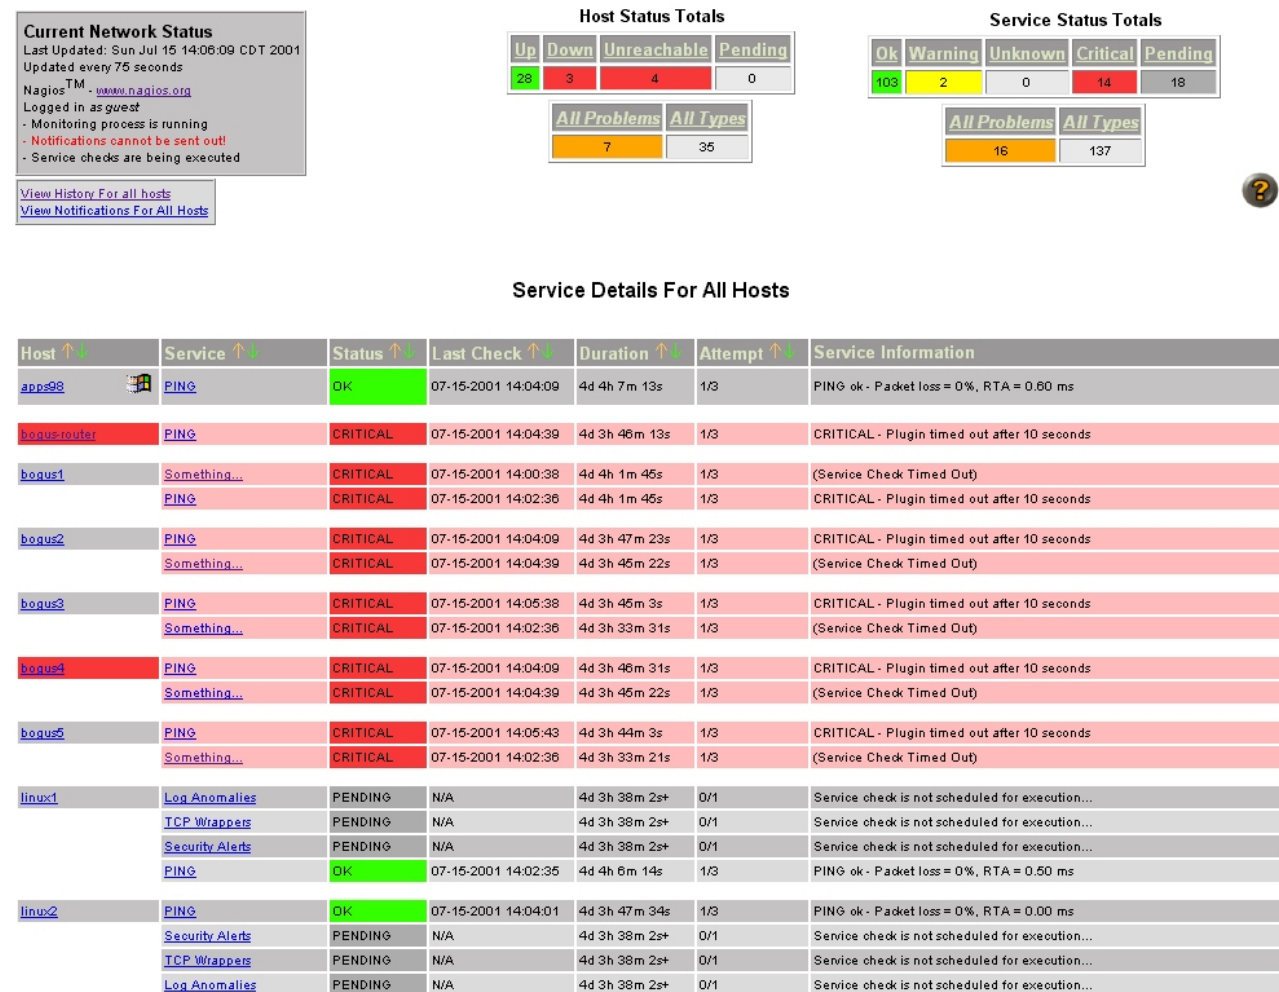 Current Network Status
Last Updated: Sun Jul 15 14:06:09 CDT 2001
Updated every 75 seconds
Nagios™ - www.nagios.org
Logged in as guest
- Monitoring process is running
- Notifications cannot be sent out!
- Service checks are being executed
View History For all hosts
View Notifications For All Hosts
Host Status Totals
Up Down Unreachable Pending
28 3 4 0
All Problems All Types
7 35
Service Status Totals
Ok Warning Unknown Critical Pending
103 2 0 14 18
All Problems All Types
16 137
?
Service Details For All Hosts
Host Service Status Last Check Duration Attempt Service Information
apps98 PING OK 07-15-2001 14:04:09 4d 4h 7m 13s 1/3 PING ok - Packet loss = 0%, RTA = 0.60 ms
bogus-router PING CRITICAL 07-15-2001 14:04:39 4d 3h 46m 13s 1/3 CRITICAL - Plugin timed out after 10 seconds
bogus1 Something... CRITICAL 07-15-2001 14:00:38 4d 4h 1m 45s 1/3 (Service Check Timed Out)
PING CRITICAL 07-15-2001 14:02:36 4d 4h 1m 45s 1/3 CRITICAL - Plugin timed out after 10 seconds
bogus2 PING CRITICAL 07-15-2001 14:04:09 4d 3h 47m 23s 1/3 CRITICAL - Plugin timed out after 10 seconds
Something... CRITICAL 07-15-2001 14:04:39 4d 3h 45m 22s 1/3 (Service Check Timed Out)
bogus3 PING CRITICAL 07-15-2001 14:05:38 4d 3h 45m 3s 1/3 CRITICAL - Plugin timed out after 10 seconds
Something... CRITICAL 07-15-2001 14:02:36 4d 3h 33m 31s 1/3 (Service Check Timed Out)
bogus4 PING CRITICAL 07-15-2001 14:04:09 4d 3h 46m 31s 1/3 CRITICAL - Plugin timed out after 10 seconds
Something... CRITICAL 07-15-2001 14:04:39 4d 3h 45m 22s 1/3 (Service Check Timed Out)
bogus5 PING CRITICAL 07-15-2001 14:05:43 4d 3h 44m 3s 1/3 CRITICAL - Plugin timed out after 10 seconds
Something... CRITICAL 07-15-2001 14:02:36 4d 3h 33m 21s 1/3 (Service Check Timed Out)
linux1 Log Anomalies PENDING N/A 4d 3h 38m 2s+ 0/1 Service check is not scheduled for execution...
TCP Wrappers PENDING N/A 4d 3h 38m 2s+ 0/1 Service check is not scheduled for execution...
Security Alerts PENDING N/A 4d 3h 38m 2s+ 0/1 Service check is not scheduled for execution...
PING OK 07-15-2001 14:02:35 4d 4h 6m 14s 1/3 PING ok - Packet loss = 0%, RTA = 0.50 ms
linux2 PING OK 07-15-2001 14:04:01 4d 3h 47m 34s 1/3 PING ok - Packet loss = 0%, RTA = 0.00 ms
Security Alerts PENDING N/A 4d 3h 38m 2s+ 0/1 Service check is not scheduled for execution...
TCP Wrappers PENDING N/A 4d 3h 38m 2s+ 0/1 Service check is not scheduled for execution...
Log Anomalies PENDING N/A 4d 3h 38m 2s+ 0/1 Service check is not scheduled for execution...